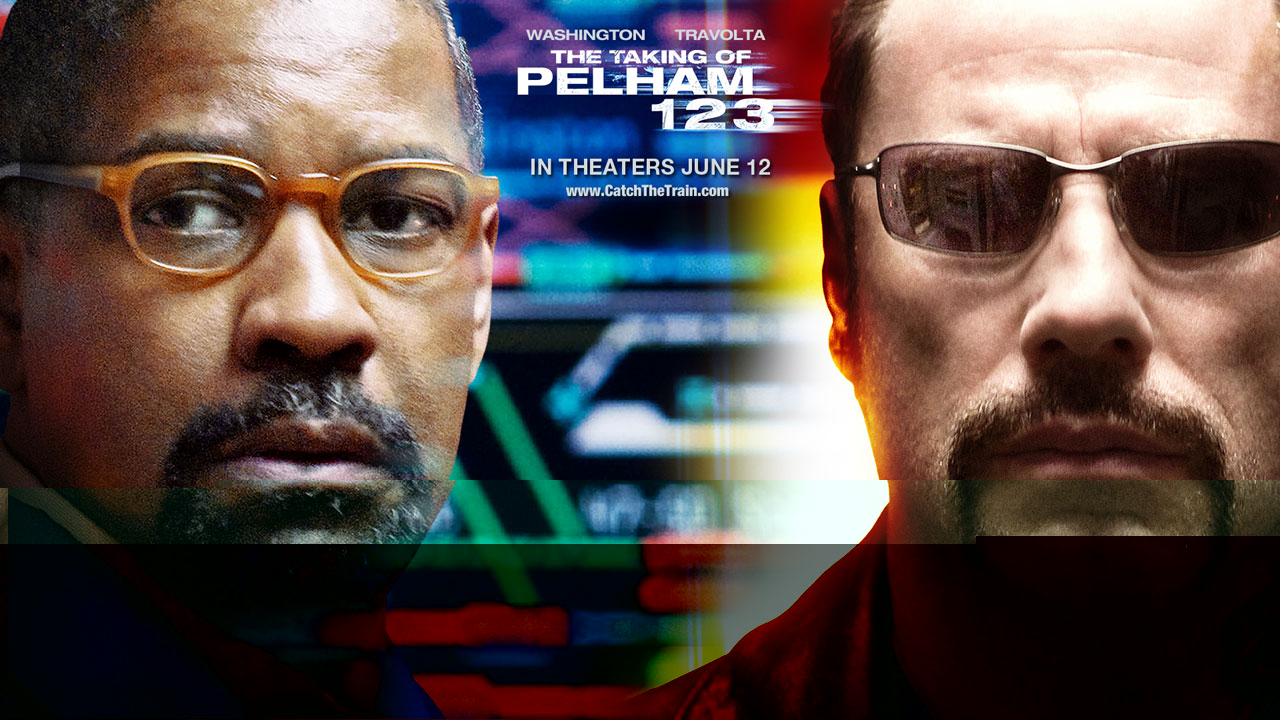 WASHINGTON TRAVOLTA
THE TAKING OF
PELHAM
123
IN THEATERS JUNE 12
www.CatchTheTrain.com